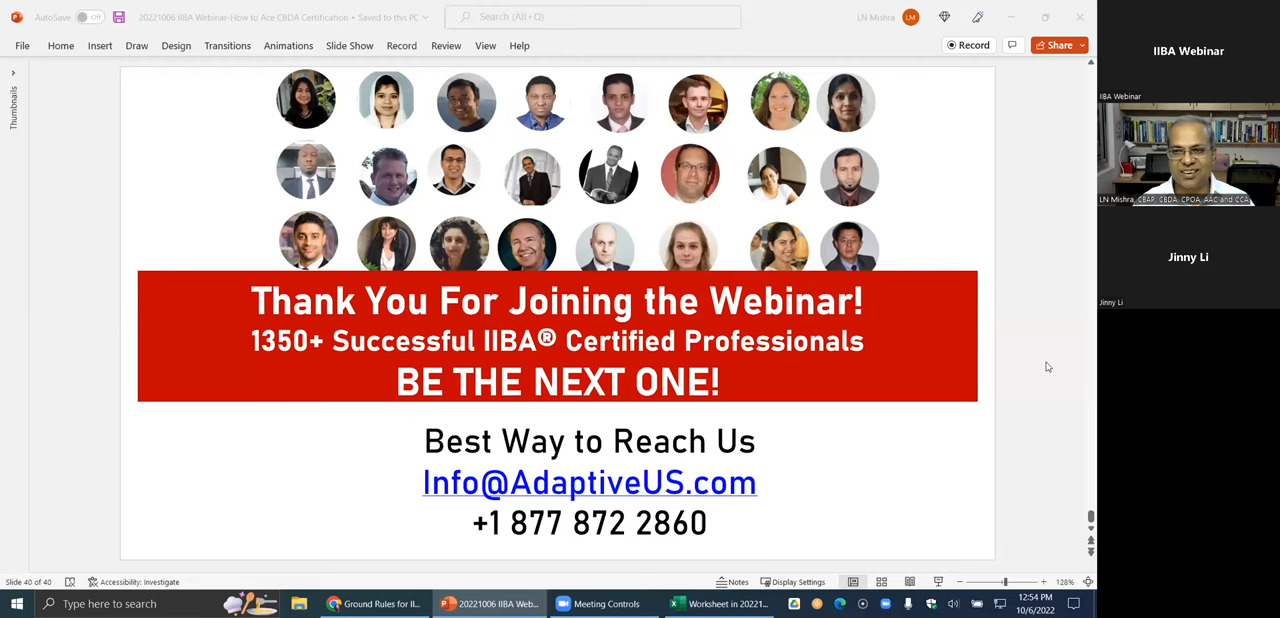 AutoSave Off 20221006 IIBA Webinar-How to Ace CBDA Certification • Saved to this PC Search (Alt+Q) LN Mishra LM
File Home Insert Draw Design Transitions Animations Slide Show Record Review View Help Record Share
Thumbnails
Thank You For Joining the Webinar!
1350+ Successful IIBA® Certified Professionals
BE THE NEXT ONE!
Best Way to Reach Us
Info@AdaptiveUS.com
+1 877 872 2860
IIBA Webinar
IIBA Webinar
LN Mishra, CBAP, CBDA, CPOA, AAC and CCA
Jinny Li
Jinny Li
Slide 40 of 40 Accessibility: Investigate Notes Display Settings 128%
Type here to search Ground Rules for II... 20221006 IIBA Web... Meeting Controls Worksheet in 202217... 12:54 PM
10/6/2022